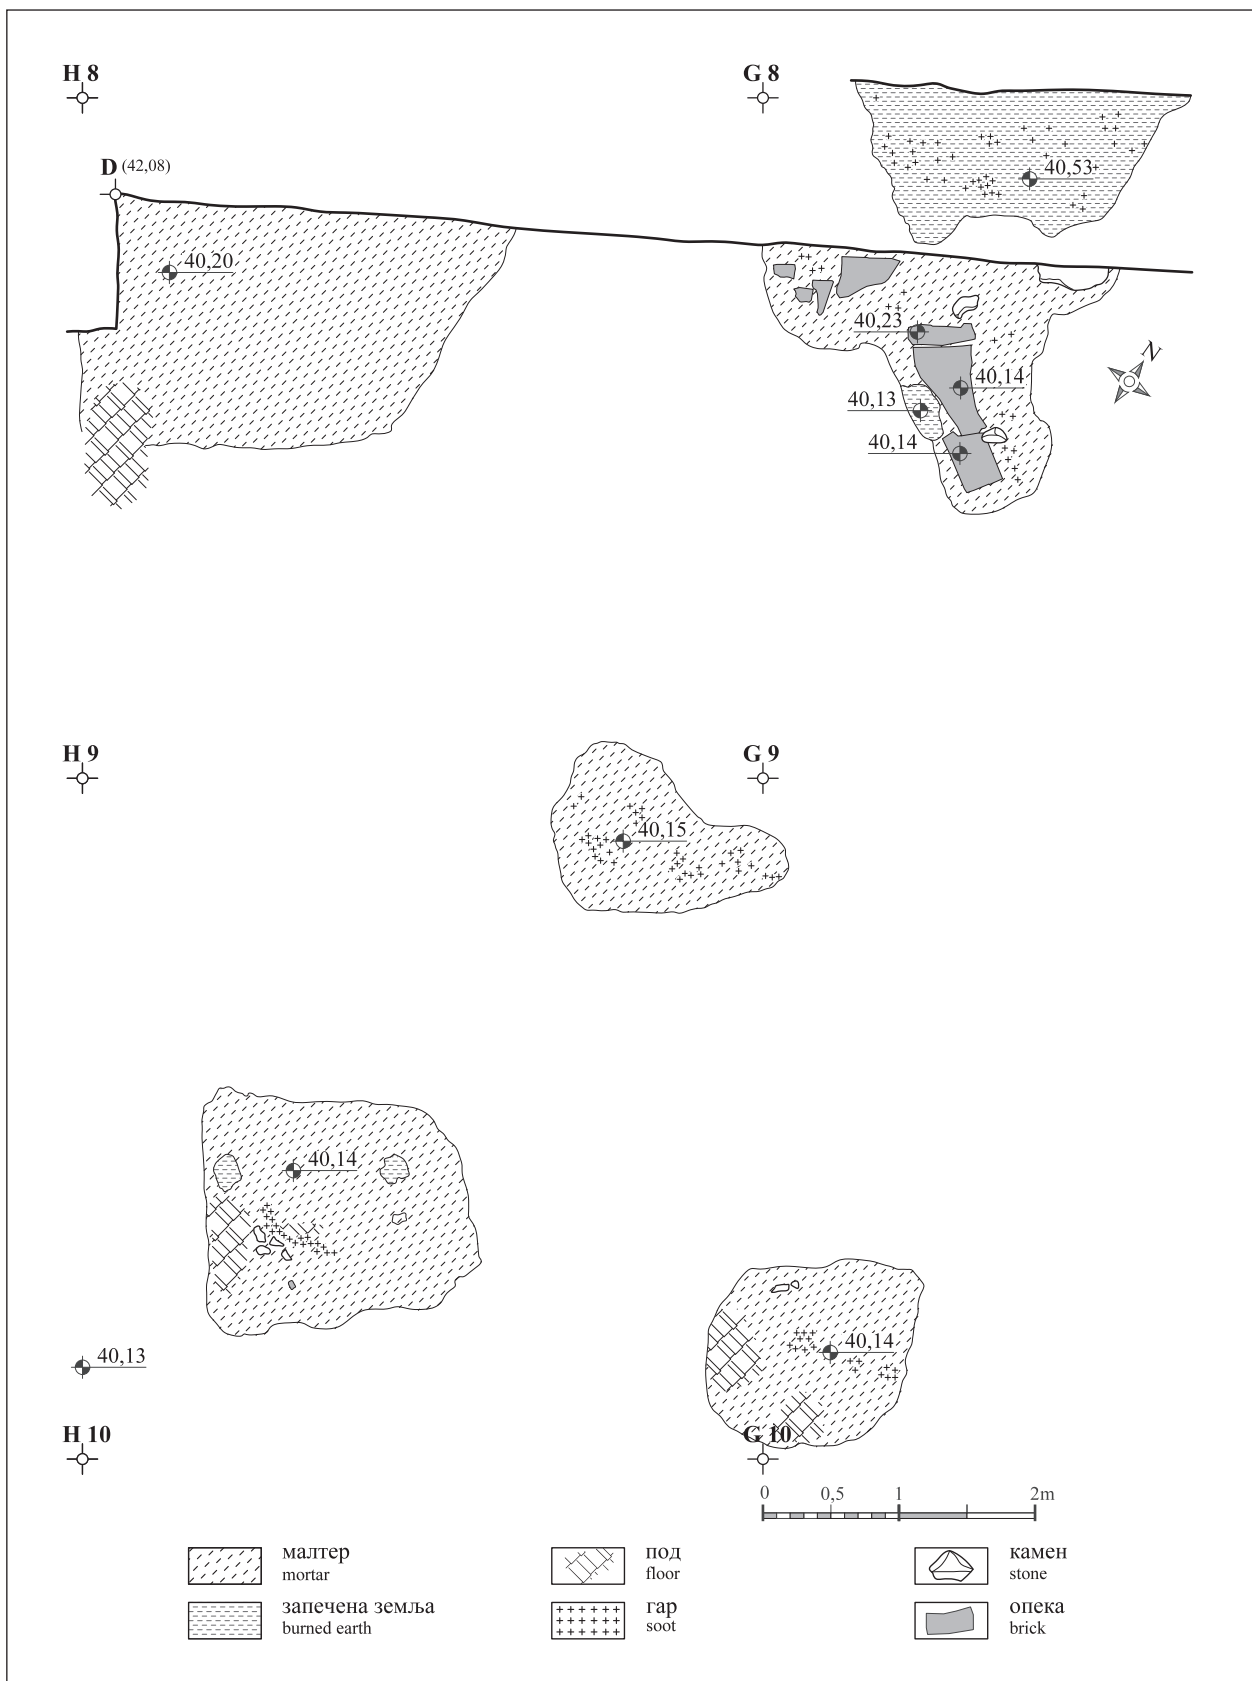 H 8
G 8
D (42,08)
40,53
40,20
40,23
40,14
40,13
40,14
N
H 9
G 9
40,15
40,14
40,14
40,13
H 10
G 10
0 0,5 1 2m
малтер
mortar
под
floor
камен
stone
запечена земља
burned earth
гар
soot
опека
brick